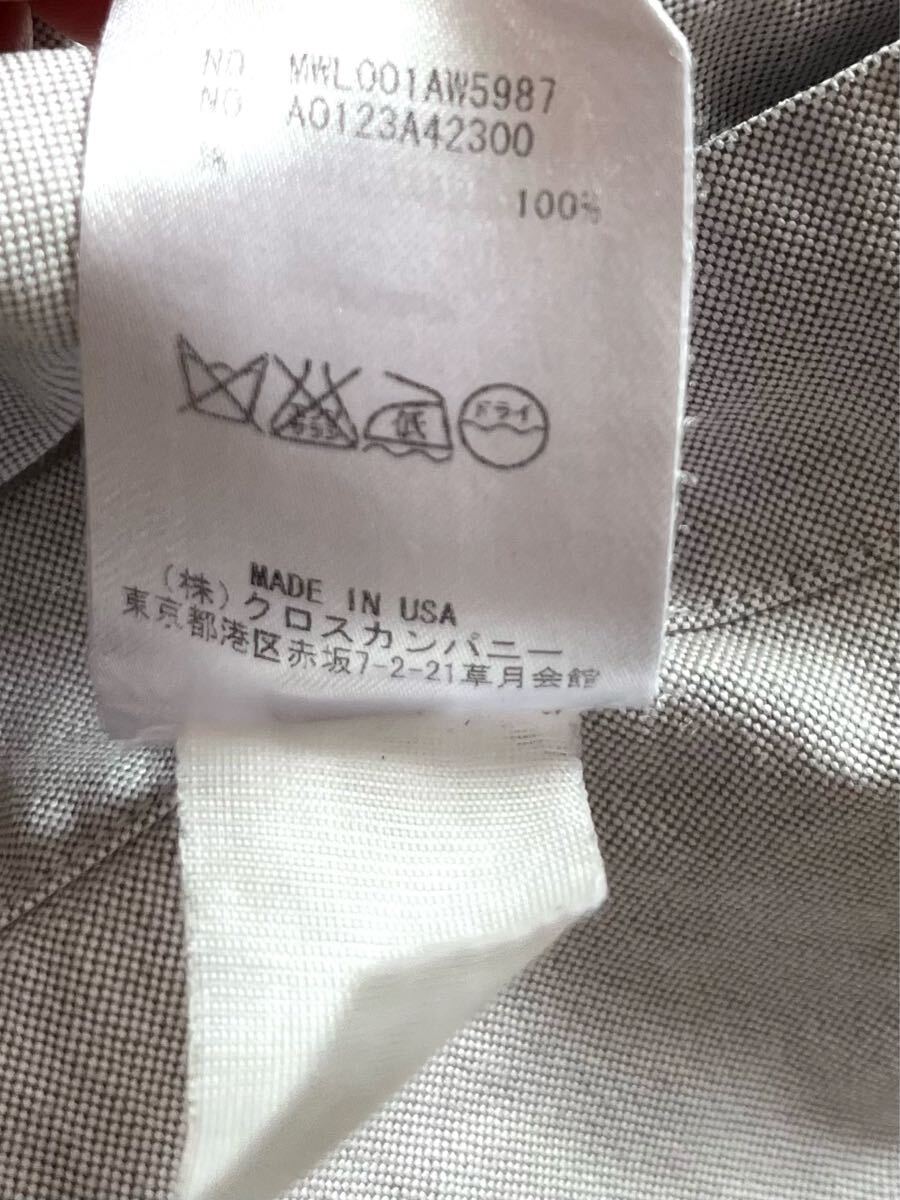 NO MWL001AW5987
NO A0123A42300
綿 100%
低 ドライ
MADE IN USA
(株)クロスカンパニー
東京都港区赤坂7-2-21草月会館